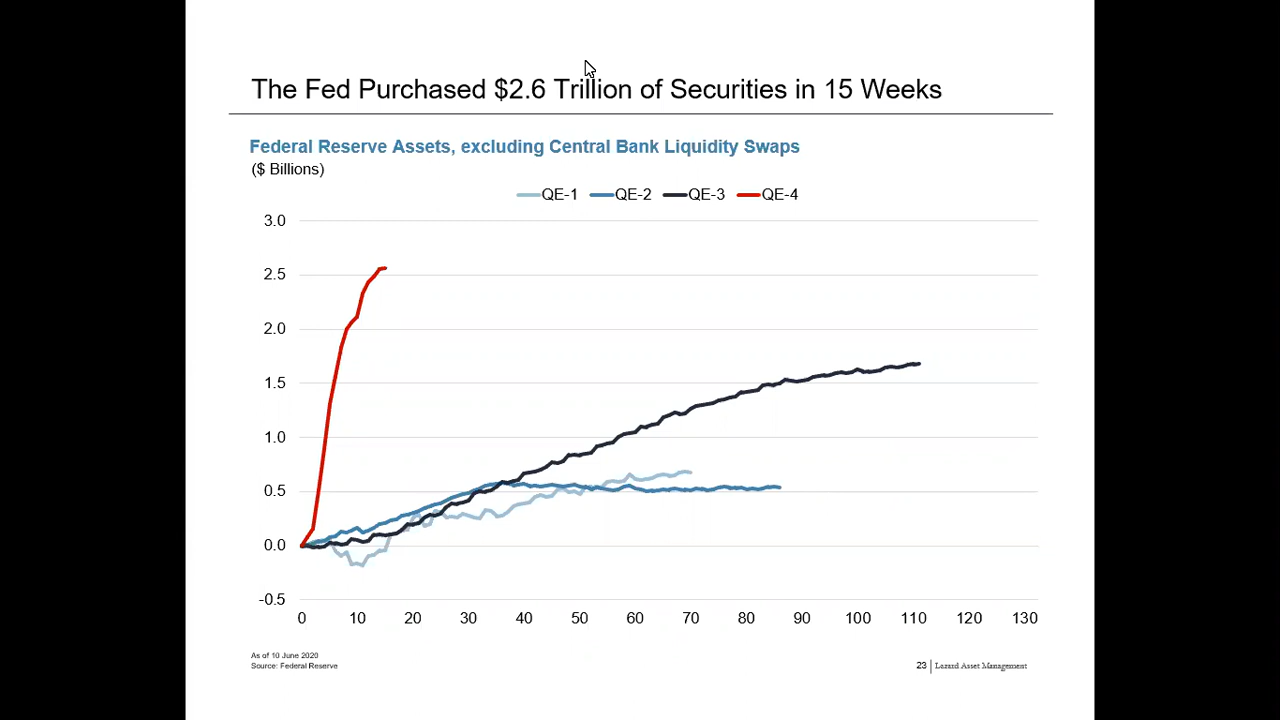 The Fed Purchased $2.6 Trillion of Securities in 15 Weeks
Federal Reserve Assets, excluding Central Bank Liquidity Swaps
($ Billions)
QE-1 QE-2 QE-3 QE-4
3.0
2.5
2.0
1.5
1.0
0.5
0.0
-0.5
0 10 20 30 40 50 60 70 80 90 100 110 120 130
As of 10 June 2020
Source: Federal Reserve
23 | Lazard Asset Management